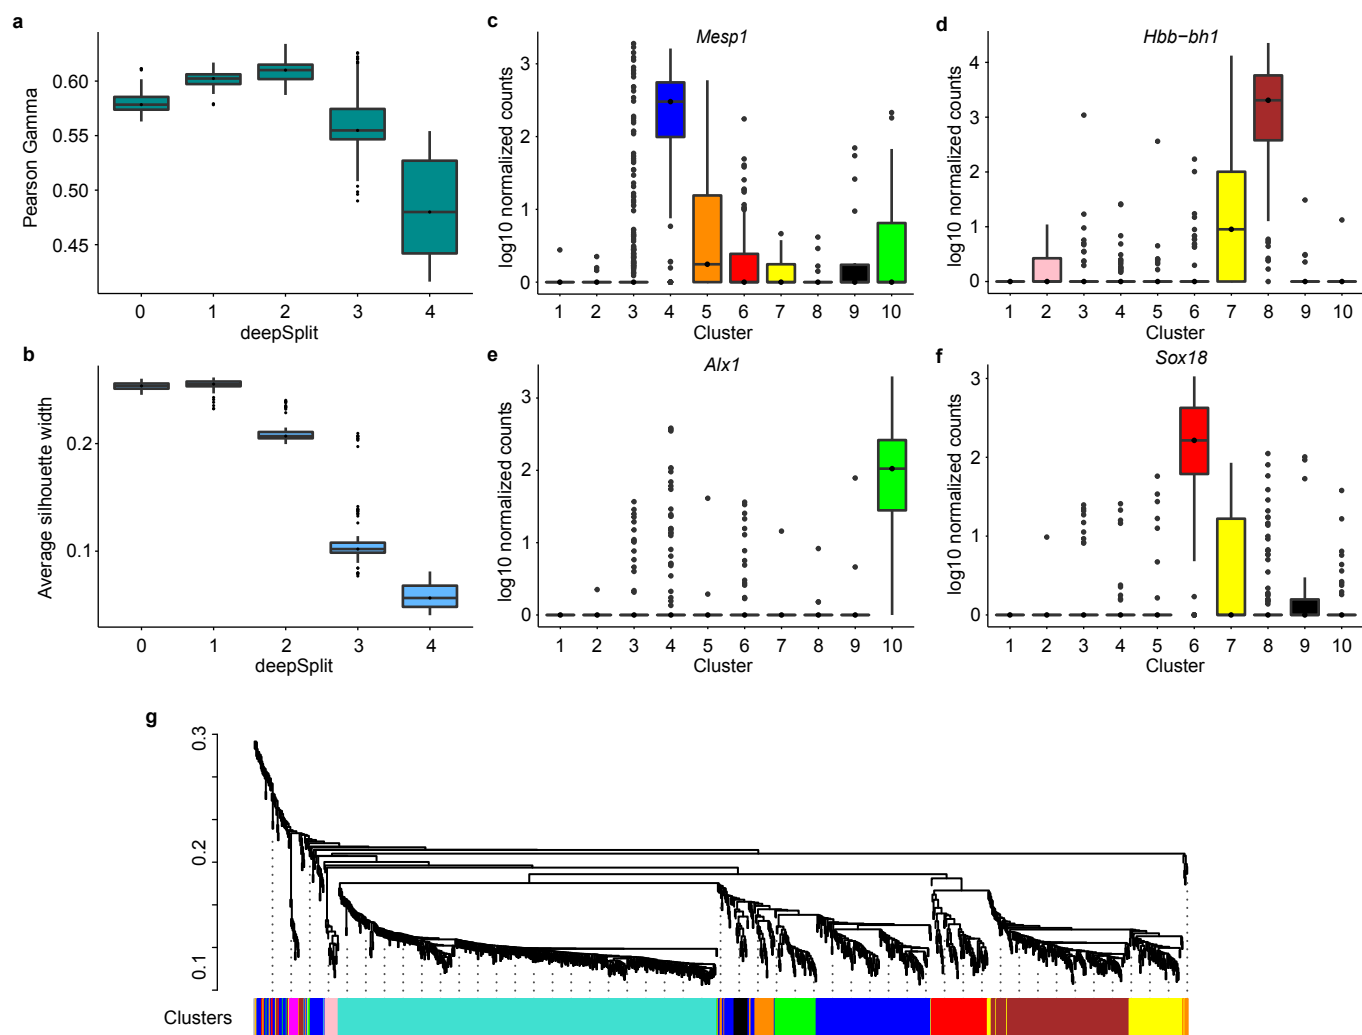 a
Pearson Gamma
0.60
0.55
0.50
0.45
0 1 2 3 4
deepSplit
b
Average silhouette width
0.2
0.1
0 1 2 3 4
deepSplit
c
Mesp1
log10 normalized counts
3
2
1
0
1 2 3 4 5 6 7 8 9 10
Cluster
d
Hbb−bh1
log10 normalized counts
4
3
2
1
0
1 2 3 4 5 6 7 8 9 10
Cluster
e
Alx1
log10 normalized counts
3
2
1
0
1 2 3 4 5 6 7 8 9 10
Cluster
f
Sox18
log10 normalized counts
3
2
1
0
1 2 3 4 5 6 7 8 9 10
Cluster
g
0.3
0.2
0.1
Clusters